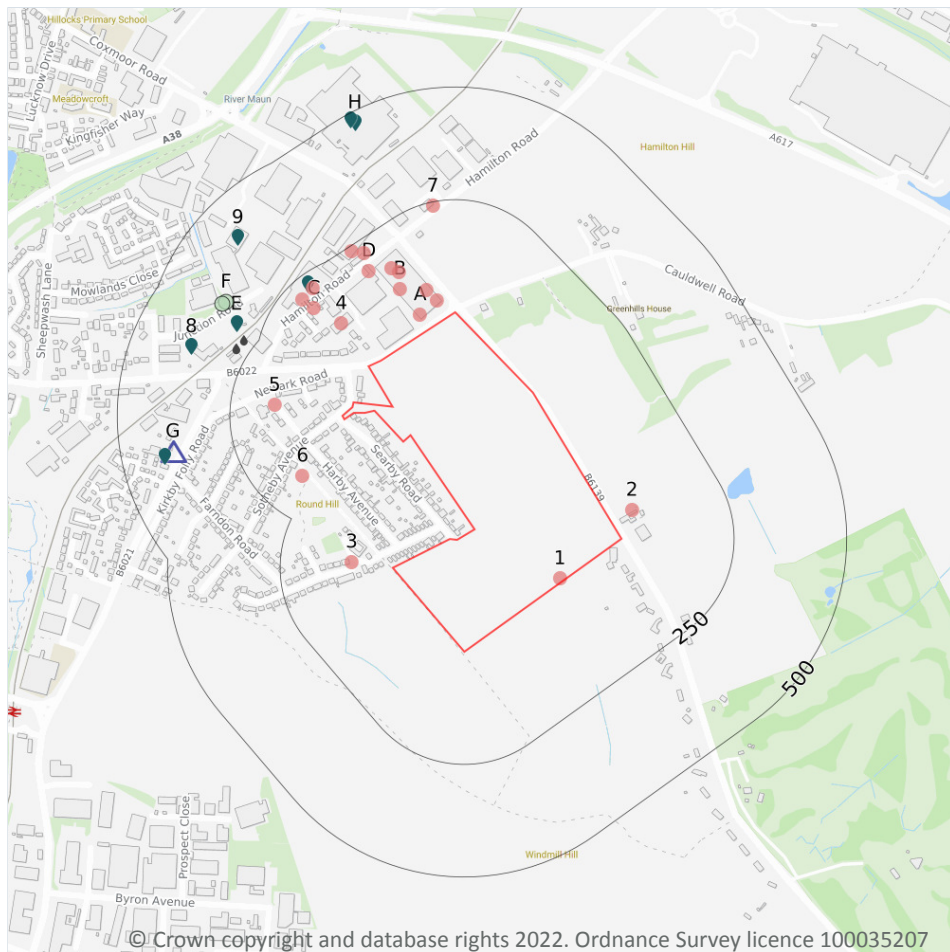 Hillocks Primary School
Coxmoor Road
Lucknow Drive
Meadowcroft
River Maun
H
Kingfisher Way
A38
A617
Hamilton Road
Hamilton Hill
7
9
Mowlands Close
D
B
Cauldwell Road
Sheepwash Lane
F
C
E
Hamilton Road
4
A
Greenhills House
Junction Road
8
B6022
Newark Road
5
G
Kirkby Folly Road
Sotheby Avenue
Searby Road
6
Harby Avenue
B6139
2
Round Hill
Farndon Road
3
B6021
1
250
500
Prospect Close
Windmill Hill
Byron Avenue
© Crown copyright and database rights 2022. Ordnance Survey licence 100035207